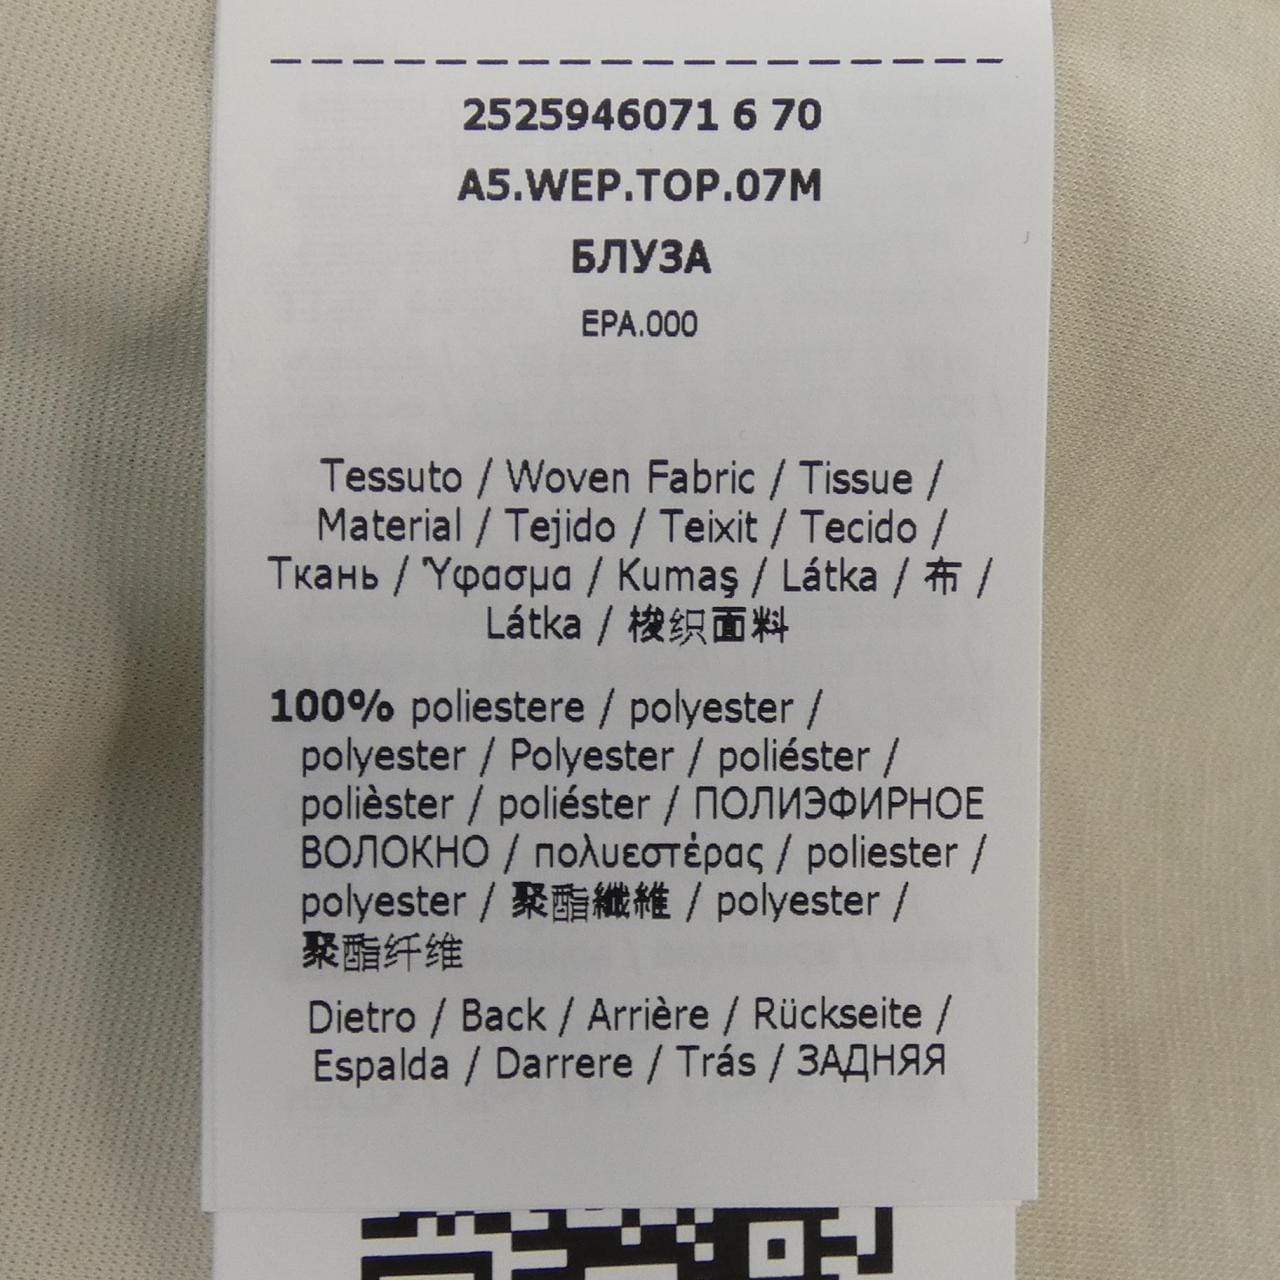 2525946071 6 70
A5.WEP.TOP.07M
БЛУЗА
EPA.000
Tessuto / Woven Fabric / Tissue /
Material / Tejido / Teixit / Tecido /
Ткань / Ύφασμα / Kumaş / Látka / 布 /
Látka / 梭织面料
100% poliestere / polyester /
polyester / Polyester / poliéster /
polièster / poliéster / ПОЛИЭФИРНОЕ
ВОЛОКНО / πολυεστέρας / poliester /
polyester / 聚酯纖維 / polyester /
聚酯纤维
Dietro / Back / Arrière / Rückseite /
Espalda / Darrere / Trás / ЗАДНЯЯ